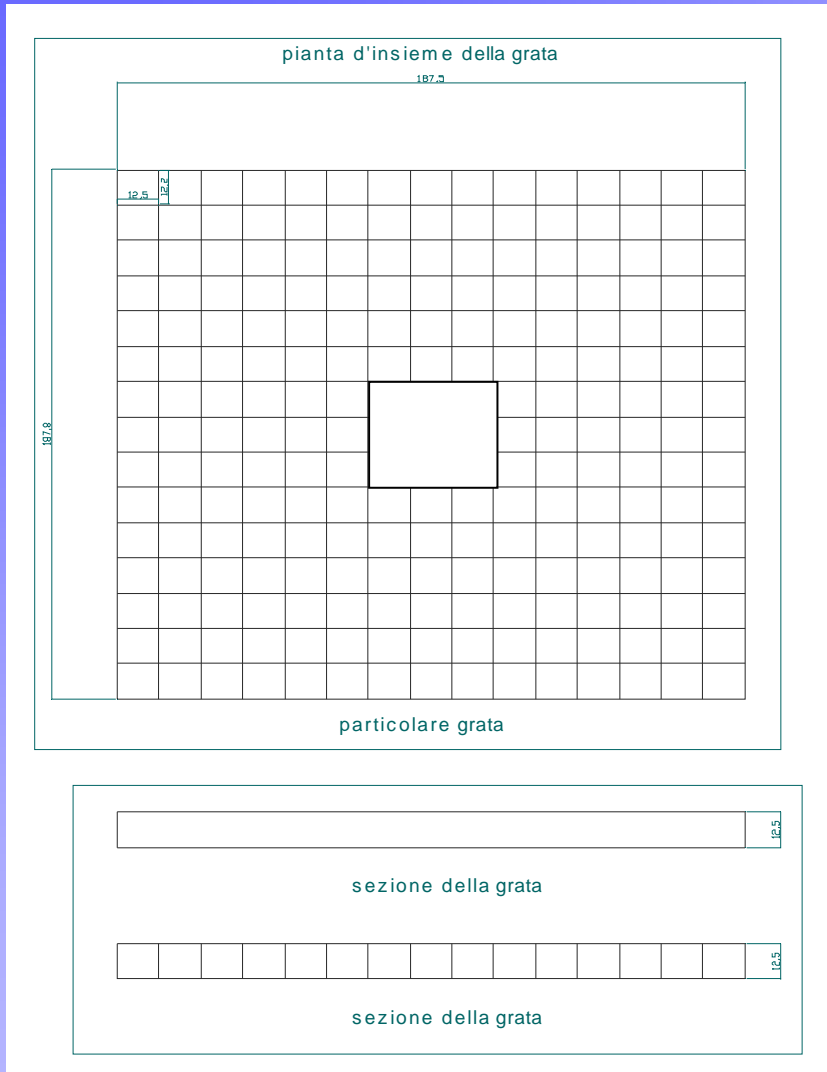 pianta d'insieme della grata
187,5
12,5
12,2
187,8
particolare grata
12,5
sezione della grata
12,5
sezione della grata